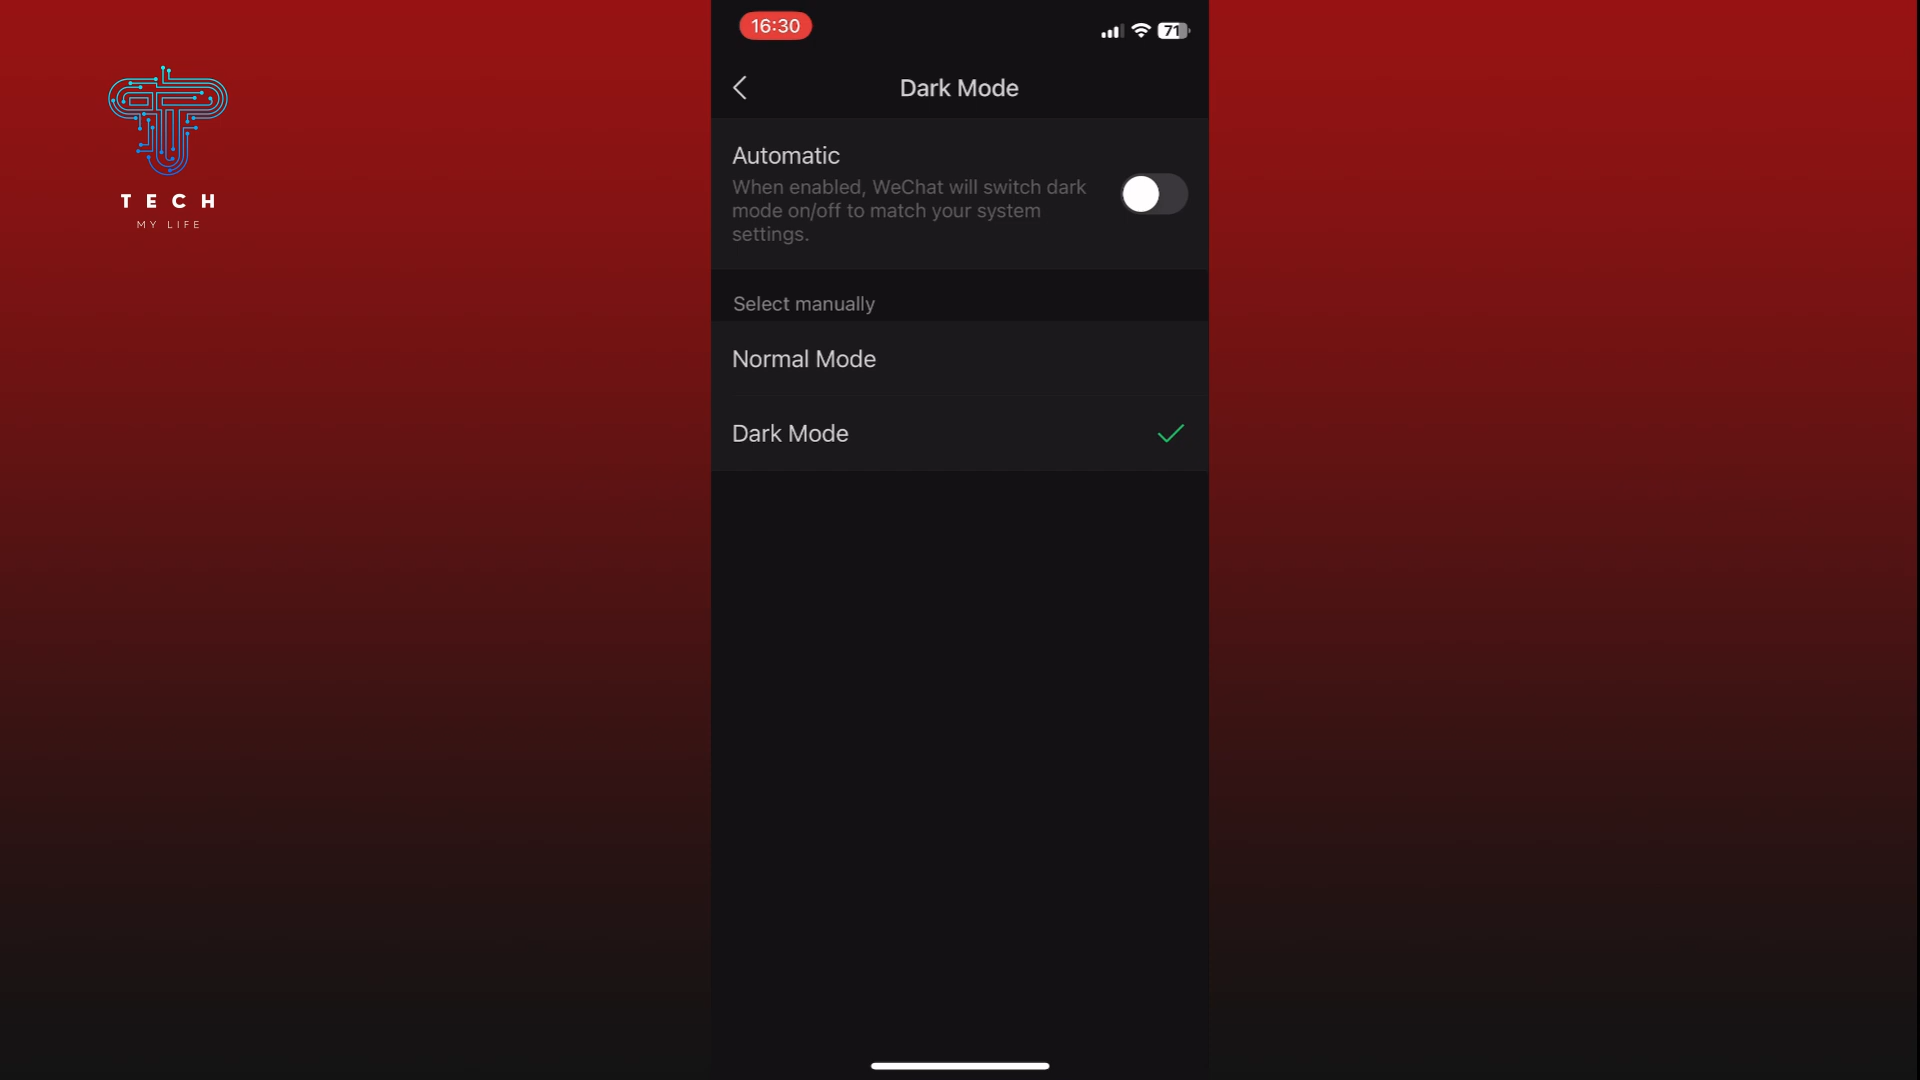 TECH
MY LIFE
16:30
71
Dark Mode
Automatic
When enabled, WeChat will switch dark
mode on/off to match your system
settings.
Select manually
Normal Mode
Dark Mode